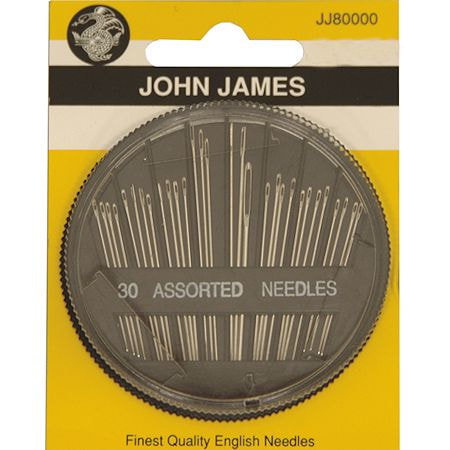 JJ80000
JOHN JAMES
30 ASSORTED NEEDLES
Finest Quality English Needles